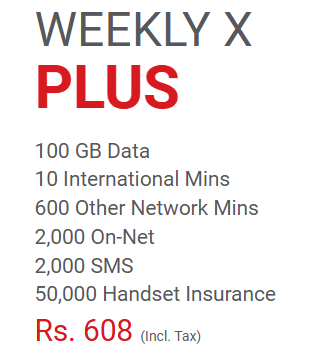 WEEKLY X
PLUS
100 GB Data
10 International Mins
600 Other Network Mins
2,000 On-Net
2,000 SMS
50,000 Handset Insurance
Rs. 608 (Incl. Tax)